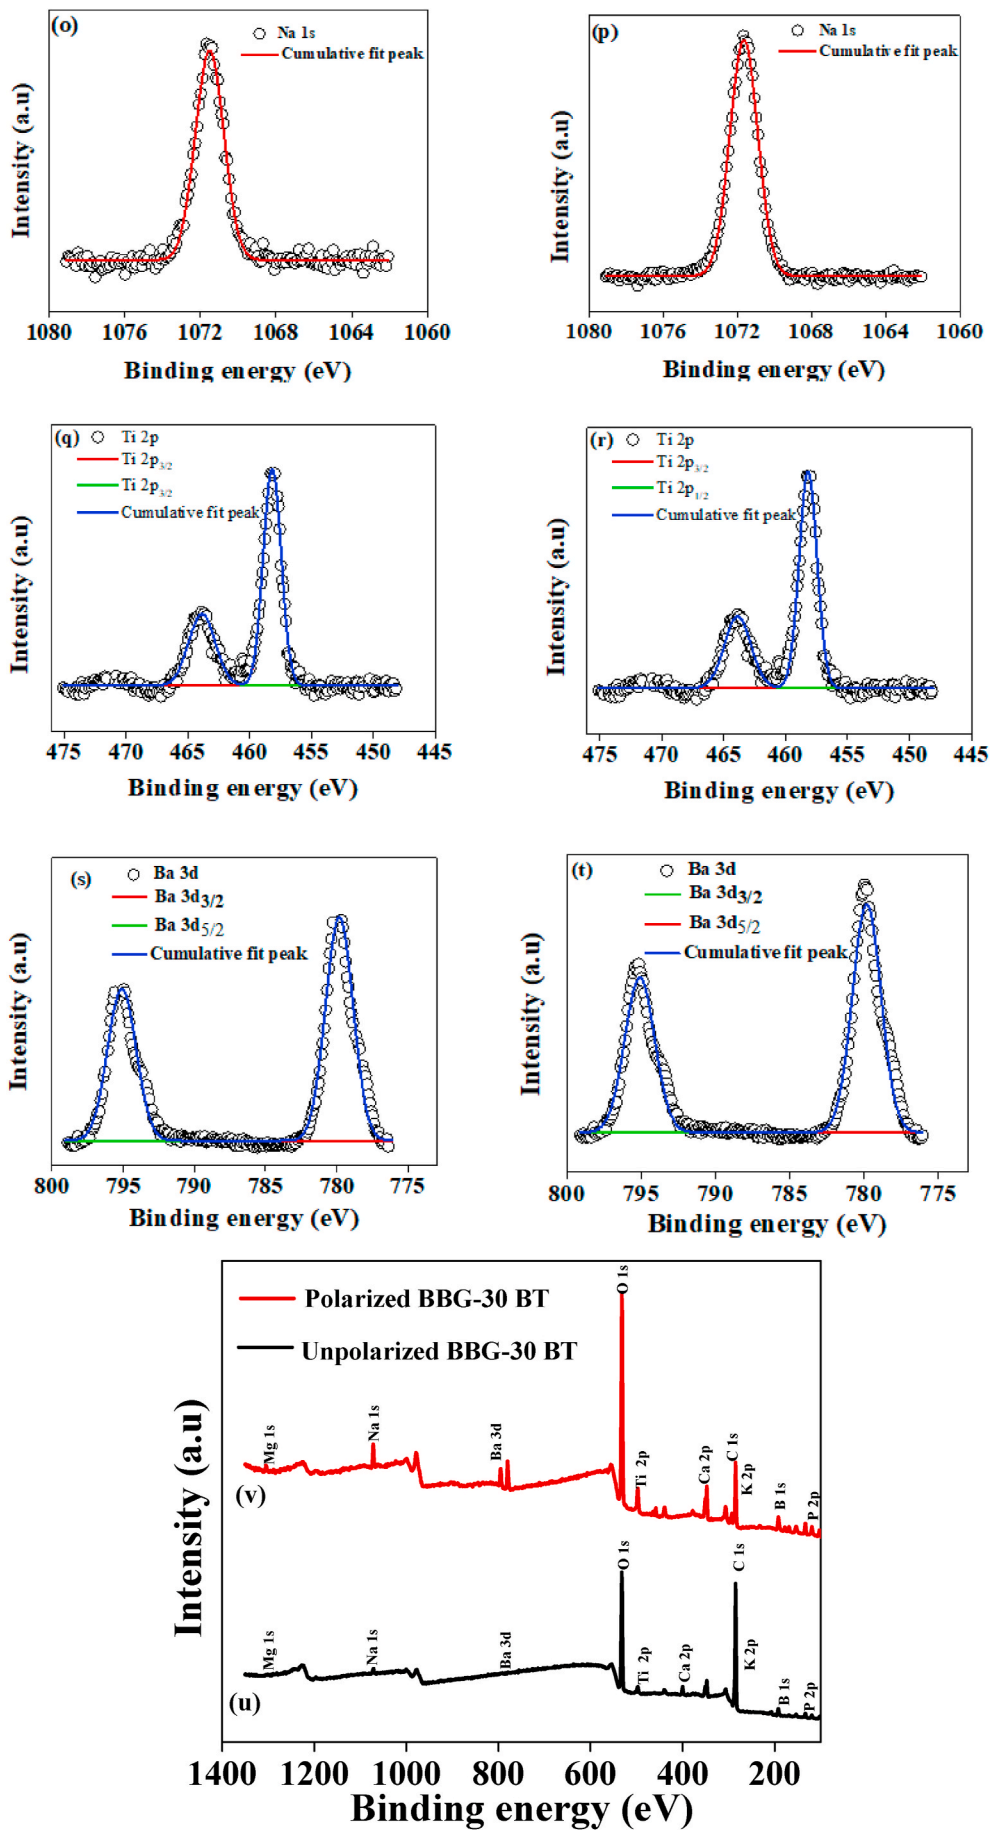 (o)
Na 1s
Cumulative fit peak
Intensity (a.u)
1080 1076 1072 1068 1064 1060
Binding energy (eV)
(p)
Na 1s
Cumulative fit peak
Intensity (a.u)
1080 1076 1072 1068 1064 1060
Binding energy (eV)
(q)
Ti 2p
Ti 2p3/2
Ti 2p3/2
Cumulative fit peak
Intensity (a.u)
475 470 465 460 455 450 445
Binding energy (eV)
(r)
Ti 2p
Ti 2p3/2
Ti 2p1/2
Cumulative fit peak
Intensity (a.u)
475 470 465 460 455 450 445
Binding energy (eV)
(s)
Ba 3d
Ba 3d3/2
Ba 3d5/2
Cumulative fit peak
Intensity (a.u)
800 795 790 785 780 775
Binding energy (eV)
(t)
Ba 3d
Ba 3d3/2
Ba 3d5/2
Cumulative fit peak
Intensity (a.u)
800 795 790 785 780 775
Binding energy (eV)
Polarized BBG-30 BT
Unpolarized BBG-30 BT
Intensity (a.u)
Mg 1s
Na 1s
Ba 3d
O 1s
Ti 2p
Ca 2p
C 1s
K 2p
B 1s
P 2p
(v)
Mg 1s
Na 1s
Ba 3d
O 1s
Ti 2p
Ca 2p
C 1s
K 2p
B 1s
P 2p
(u)
1400 1200 1000 800 600 400 200
Binding energy (eV)